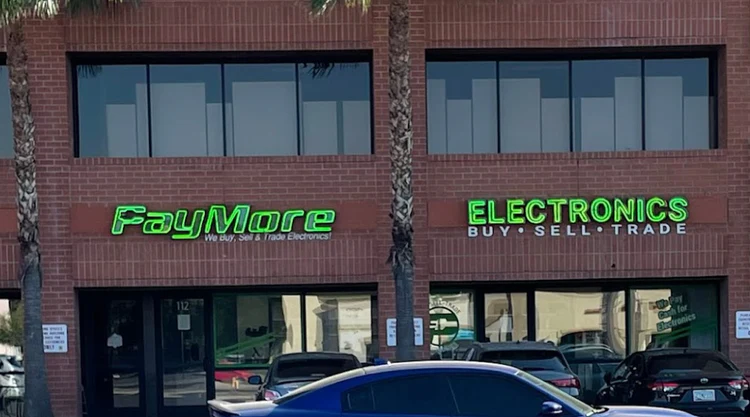 PayMore
We Buy, Sell & Trade Electronics!
ELECTRONICS
BUY • SELL • TRADE
112
We Pay
Cash for
Electronics